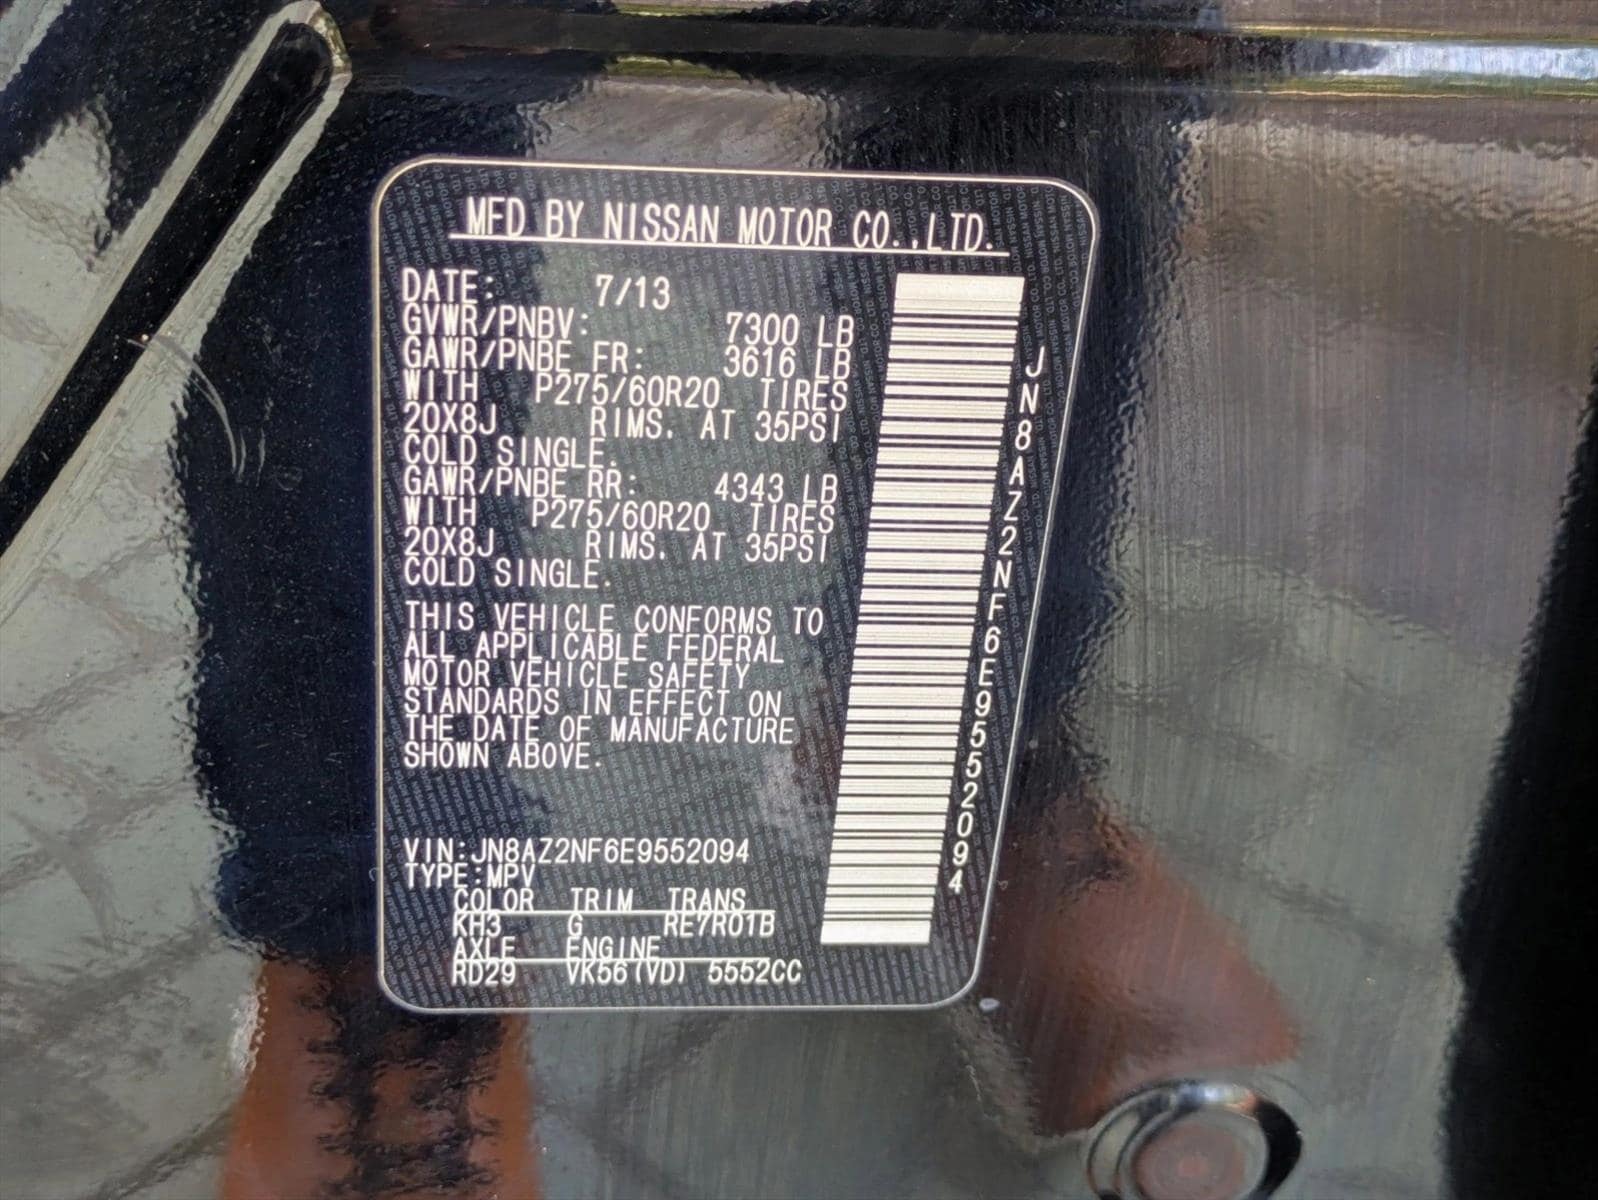 MFD BY NISSAN MOTOR CO.,LTD.
DATE: 7/13
GVWR/PNBV: 7300 LB
GAWR/PNBE FR: 3616 LB
WITH P275/60R20 TIRES
20X8J RIMS. AT 35PSI
COLD SINGLE.
GAWR/PNBE RR: 4343 LB
WITH P275/60R20 TIRES
20X8J RIMS. AT 35PSI
COLD SINGLE.
THIS VEHICLE CONFORMS TO
ALL APPLICABLE FEDERAL
MOTOR VEHICLE SAFETY
STANDARDS IN EFFECT ON
THE DATE OF MANUFACTURE
SHOWN ABOVE.
VIN:JN8AZ2NF6E9552094
TYPE:MPV
COLOR TRIM TRANS
KH3 G RE7R01B
AXLE ENGINE
RD29 VK56(VD) 5552CC
JN8AZ2NF6E9552094